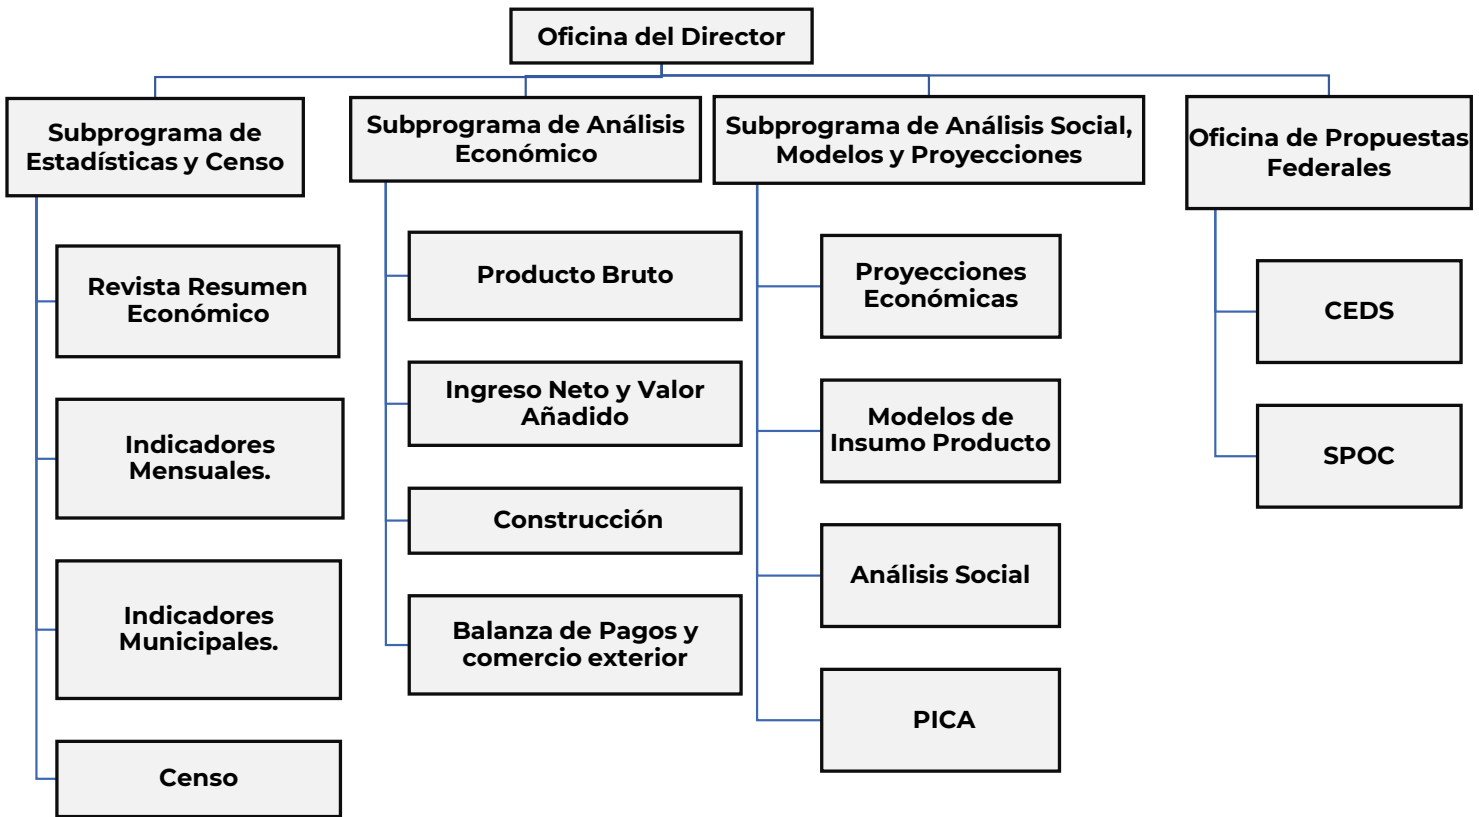 Oficina del Director
Subprograma de
Estadísticas y Censo
Revista Resumen
Económico
Indicadores
Mensuales.
Indicadores
Municipales.
Censo
Subprograma de Análisis
Económico
Producto Bruto
Ingreso Neto y Valor
Añadido
Construcción
Balanza de Pagos y
comercio exterior
Subprograma de Análisis Social,
Modelos y Proyecciones
Proyecciones
Económicas
Modelos de
Insumo Producto
Análisis Social
PICA
Oficina de Propuestas
Federales
CEDS
SPOC